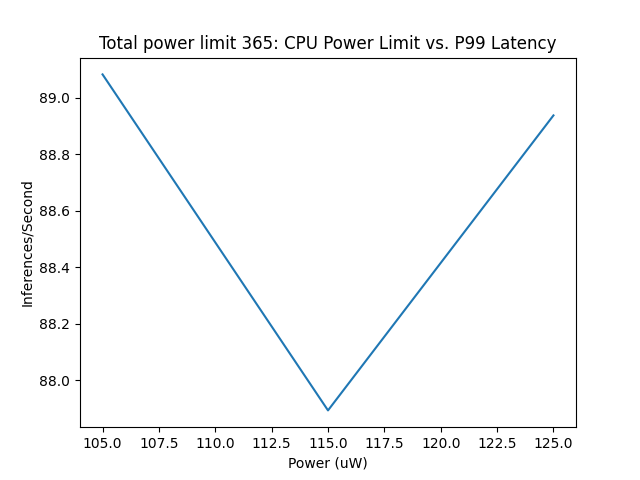 Total power limit 365: CPU Power Limit vs. P99 Latency
89.0
88.8
88.6
88.4
88.2
88.0
Inferences/Second
105.0 107.5 110.0 112.5 115.0 117.5 120.0 122.5 125.0
Power (uW)